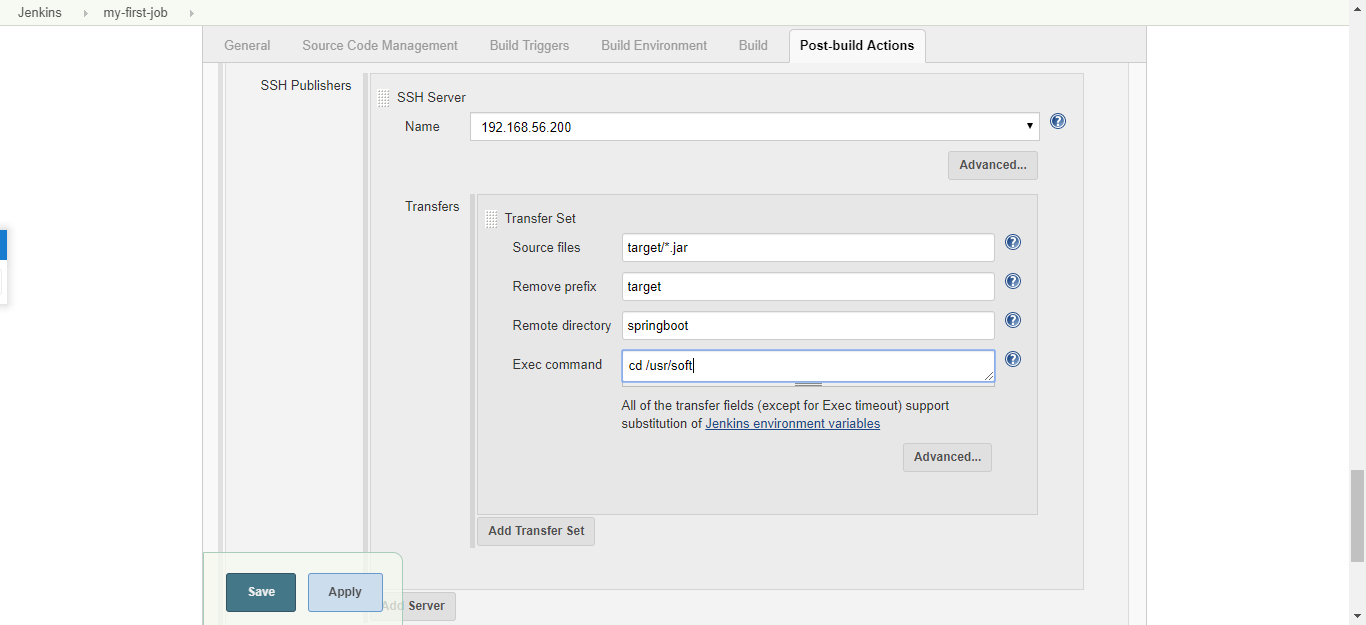 Jenkins my-first-job
General Source Code Management Build Triggers Build Environment Build Post-build Actions
SSH Publishers
SSH Server
Name 192.168.56.200
Advanced...
Transfers
Transfer Set
Source files target/*.jar
Remove prefix target
Remote directory springboot
Exec command cd /usr/soft
All of the transfer fields (except for Exec timeout) support
substitution of Jenkins environment variables
Advanced...
Add Transfer Set
Save Apply
Add Server